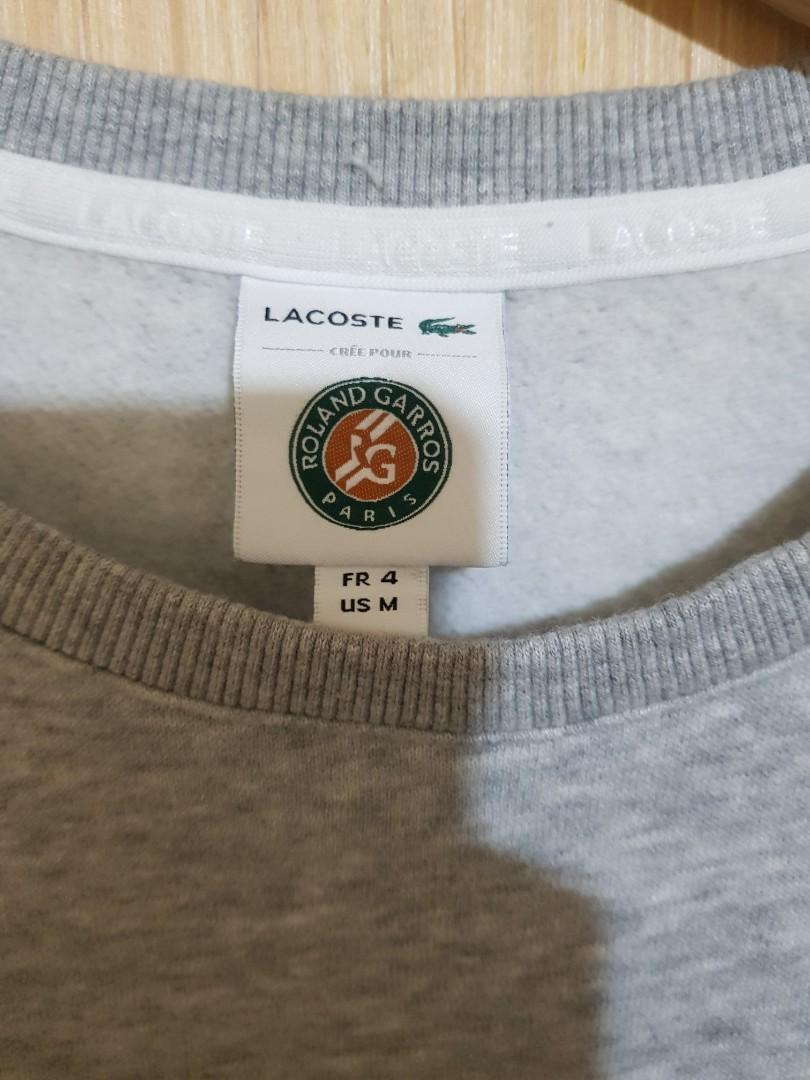 LACOSTE LACOSTE LACOSTE
LACOSTE
CRÉE POUR
ROLAND GARROS
RG
PARIS
FR 4
US M